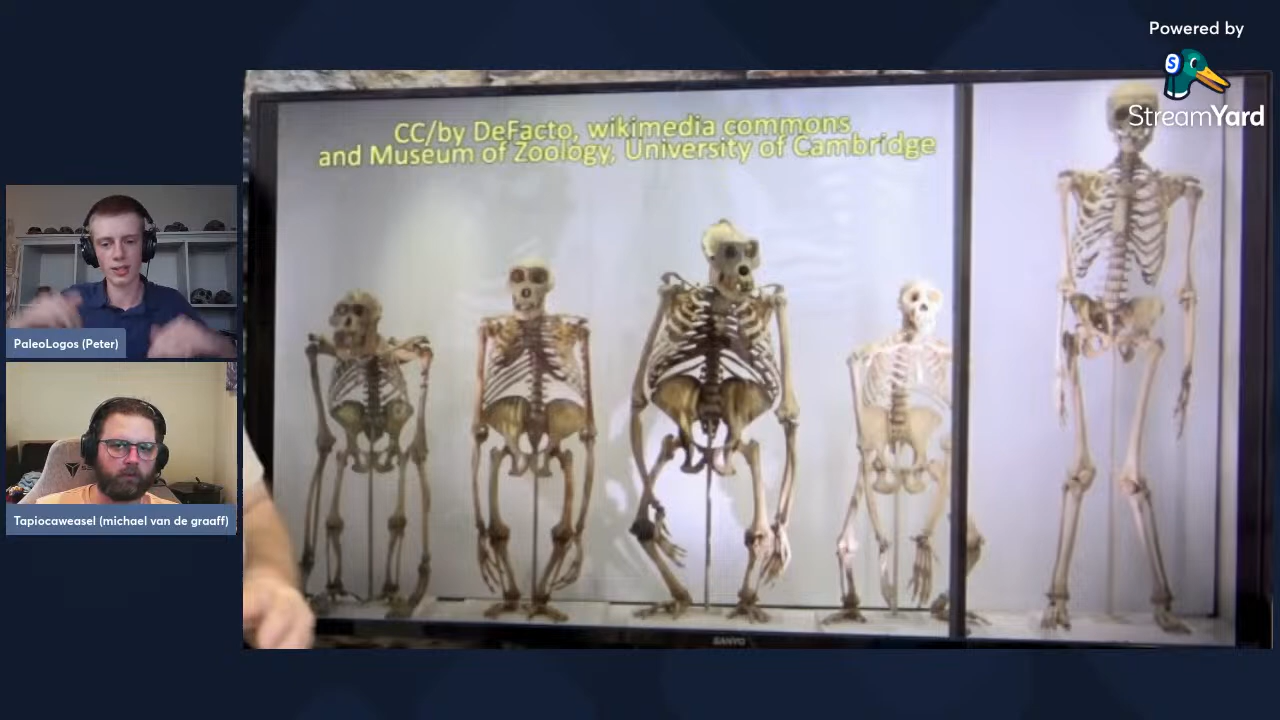 Powered by
S
StreamYard
CC/by DeFacto, wikimedia commons
and Museum of Zoology, University of Cambridge
PaleoLogos (Peter)
Tapiocaweasel (michael van de graaff)
SANYO